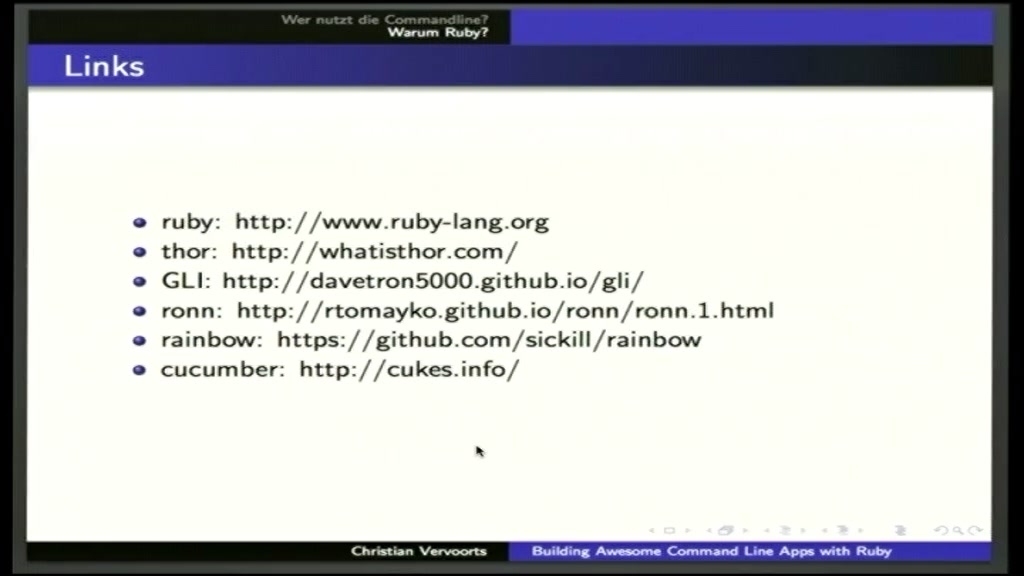 Wer nutzt die Commandline?
Warum Ruby?
Links
ruby: http://www.ruby-lang.org
thor: http://whatisthor.com/
GLI: http://davetron5000.github.io/gli/
ronn: http://rtomayko.github.io/ronn/ronn.1.html
rainbow: https://github.com/sickill/rainbow
cucumber: http://cukes.info/
Christian Vervoorts
Building Awesome Command Line Apps with Ruby